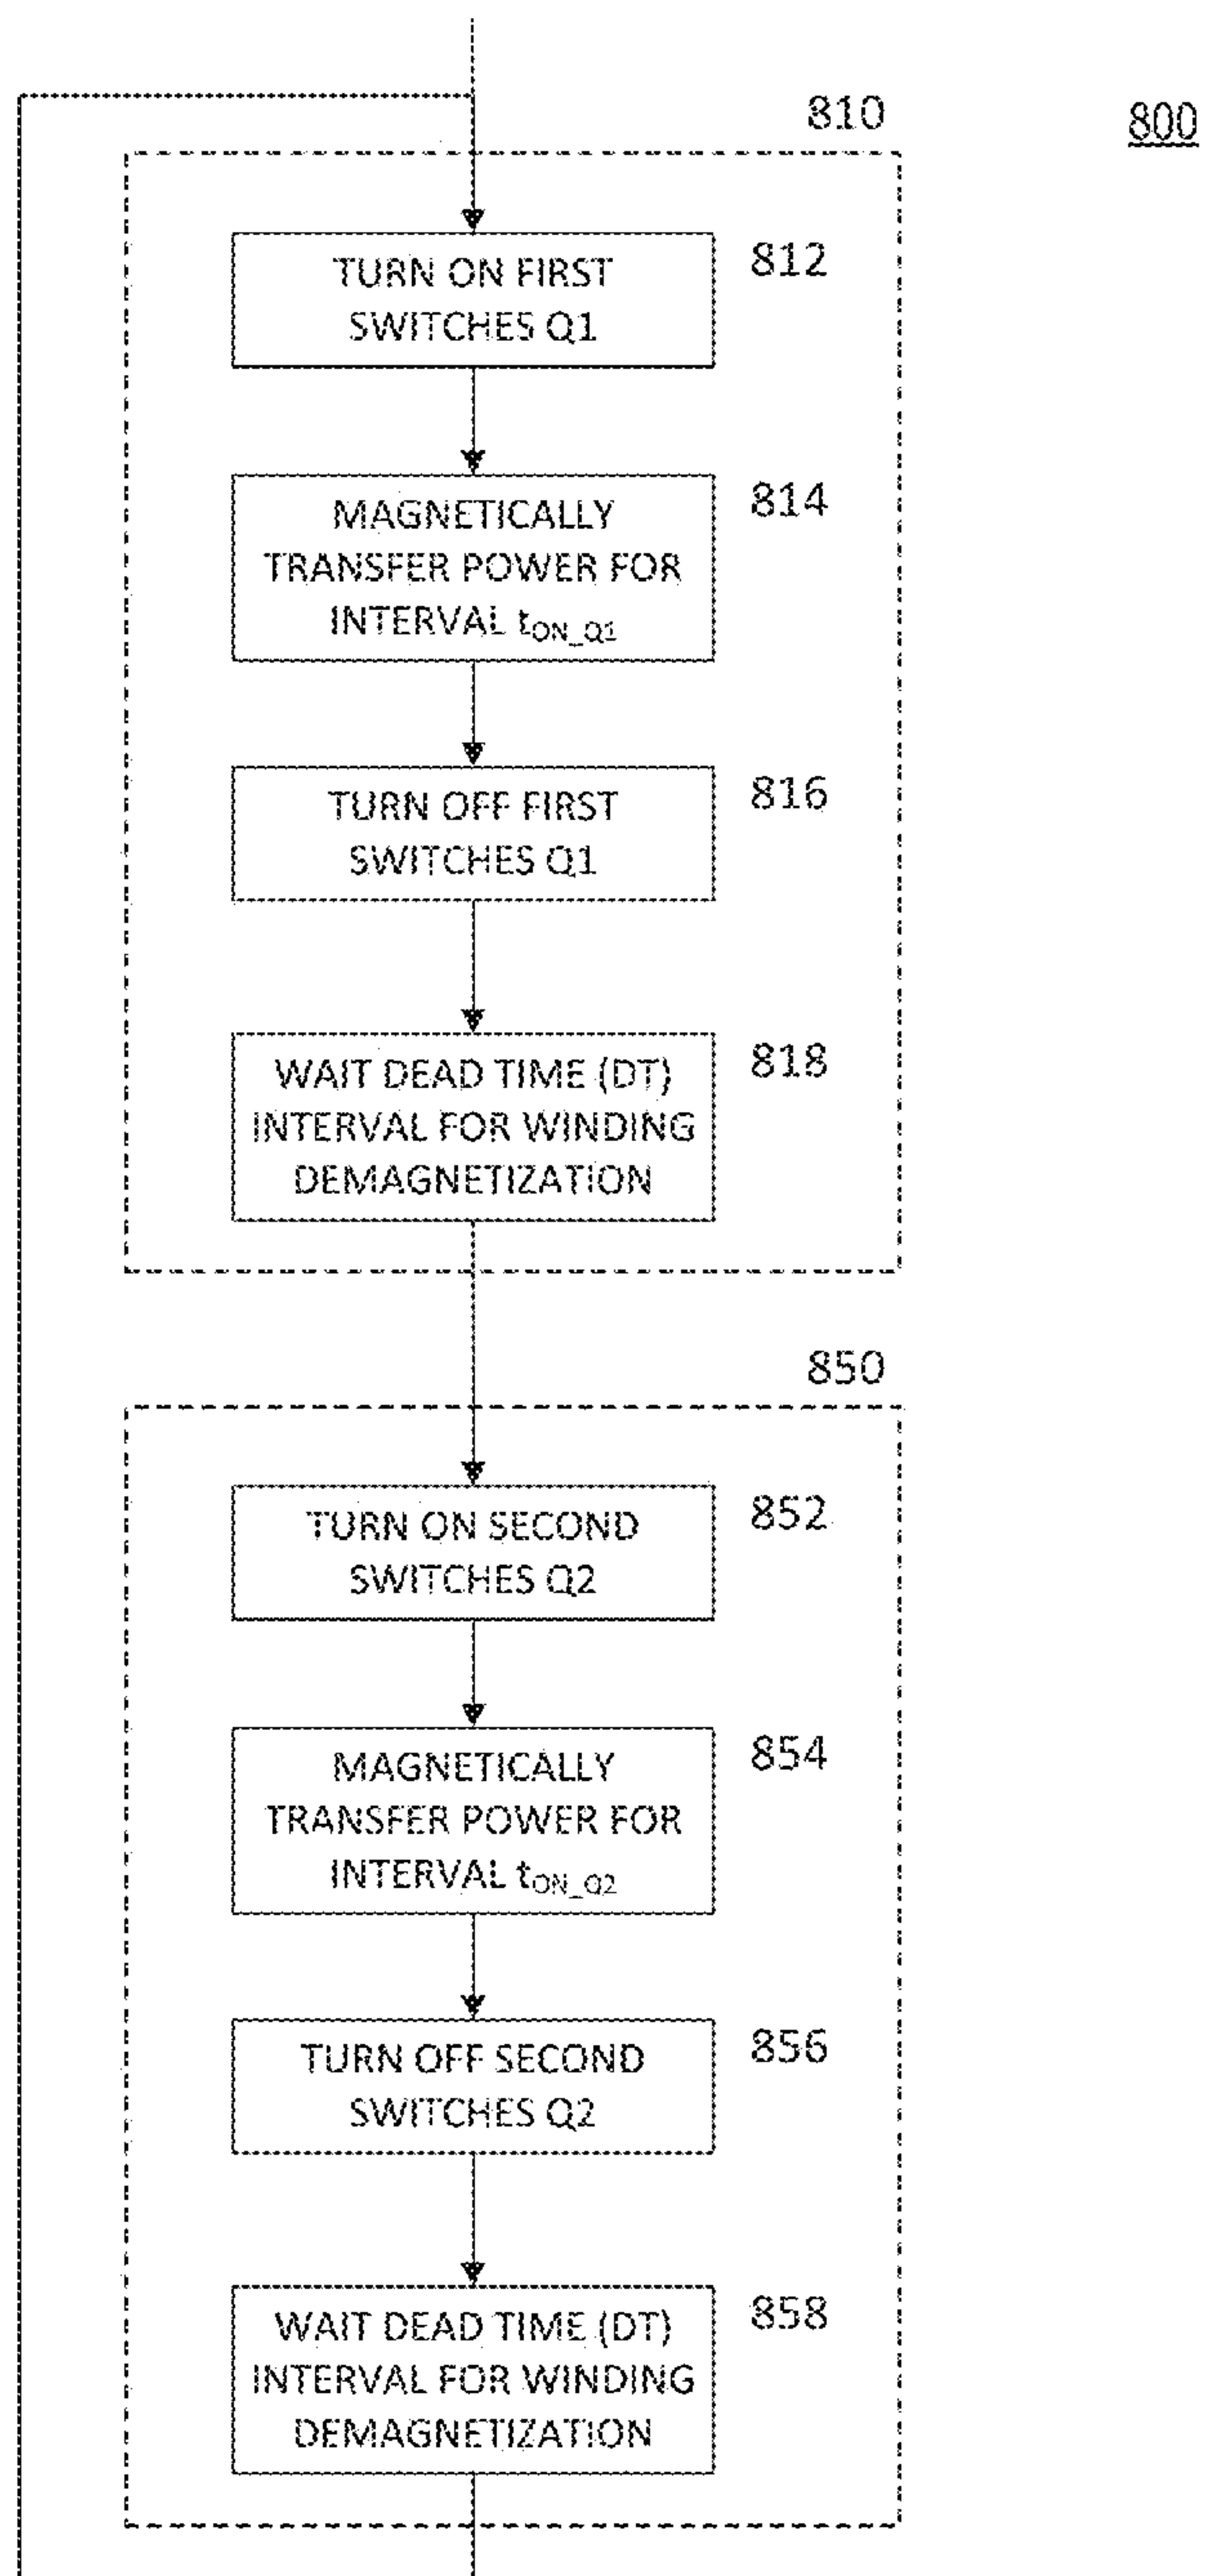 810
800
TURN ON FIRST
SWITCHES Q1
812
MAGNETICALLY
TRANSFER POWER FOR
INTERVAL tON_Q1
814
TURN OFF FIRST
SWITCHES Q1
816
WAIT DEAD TIME (DT)
INTERVAL FOR WINDING
DEMAGNETIZATION
818
850
TURN ON SECOND
SWITCHES Q2
852
MAGNETICALLY
TRANSFER POWER FOR
INTERVAL tON_Q2
854
TURN OFF SECOND
SWITCHES Q2
856
WAIT DEAD TIME (DT)
INTERVAL FOR WINDING
DEMAGNETIZATION
858